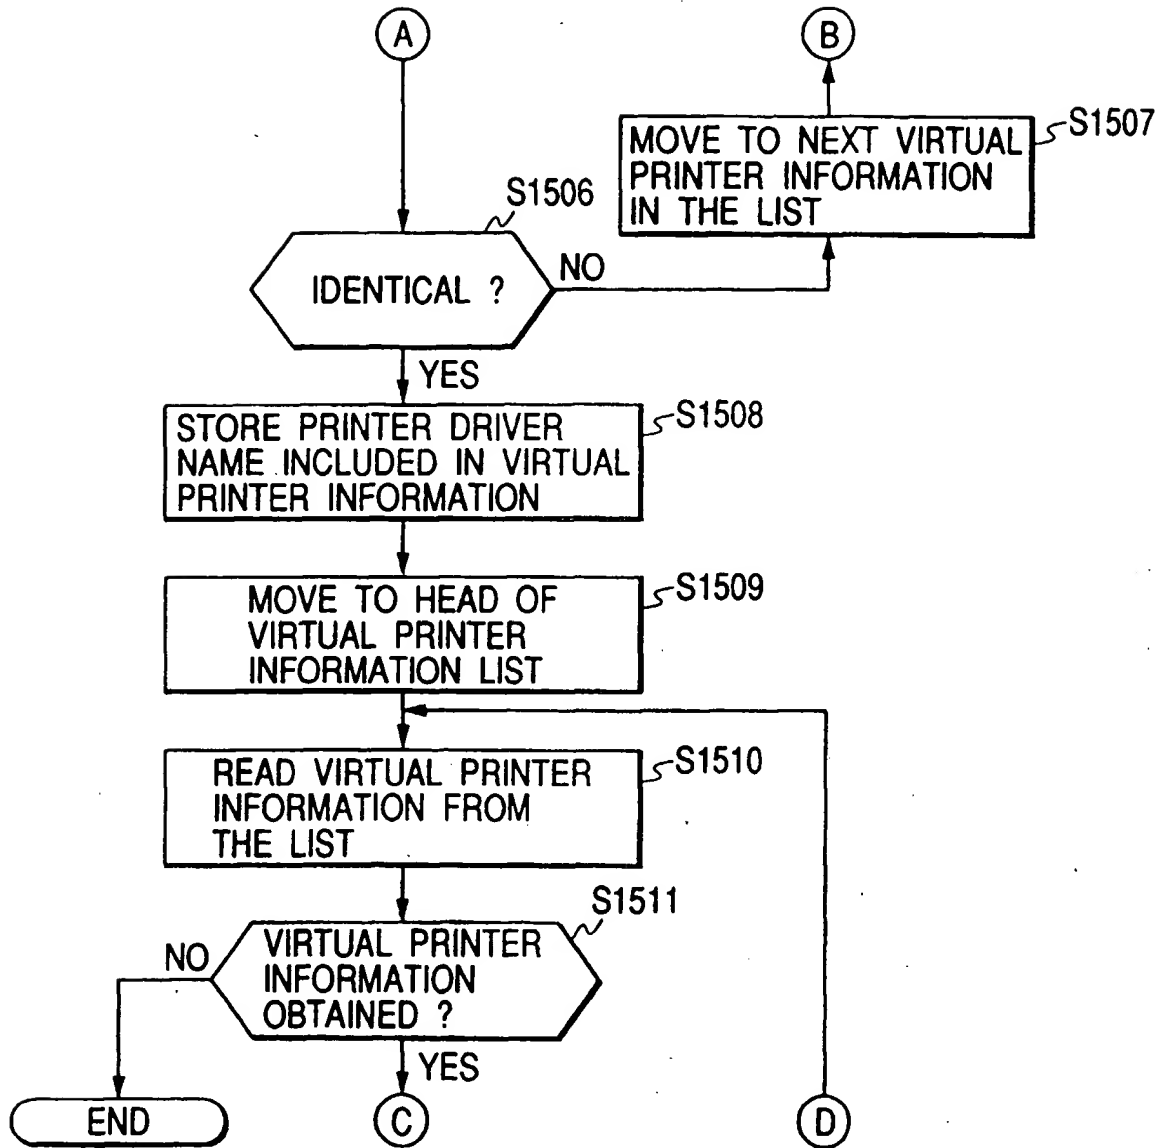 A
B
S1507
MOVE TO NEXT VIRTUAL
PRINTER INFORMATION
IN THE LIST
S1506
IDENTICAL ?
NO
YES
S1508
STORE PRINTER DRIVER
NAME INCLUDED IN VIRTUAL
PRINTER INFORMATION
S1509
MOVE TO HEAD OF
VIRTUAL PRINTER
INFORMATION LIST
S1510
READ VIRTUAL PRINTER
INFORMATION FROM
THE LIST
S1511
VIRTUAL PRINTER
INFORMATION
OBTAINED ?
NO
YES
END
C
D